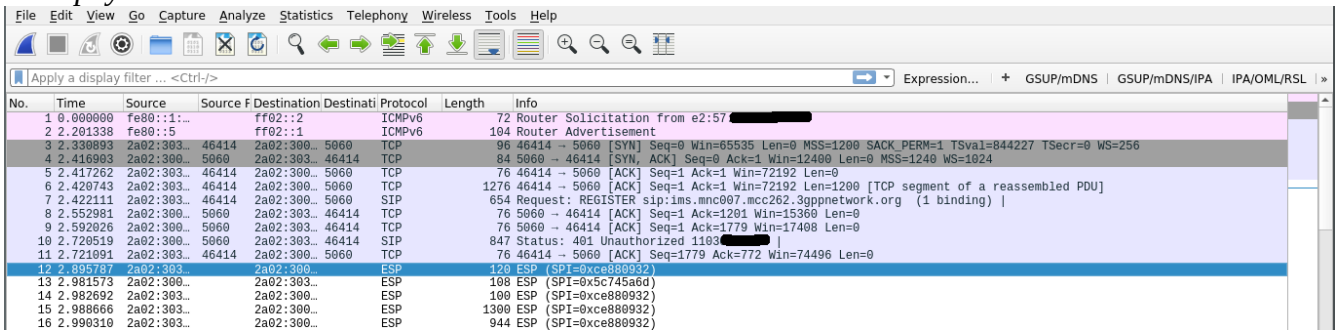 File Edit View Go Capture Analyze Statistics Telephony Wireless Tools Help
Apply a display filter ... <Ctrl-/> Expression... + GSUP/mDNS | GSUP/mDNS/IPA | IPA/OML/RSL | »
No. Time Source Source F Destination Destinati Protocol Length Info
1 0.000000 fe80::1:… ff02::2 ICMPv6 72 Router Solicitation from e2:57:
2 2.201338 fe80::5 ff02::1 ICMPv6 104 Router Advertisement
3 2.330893 2a02:303… 46414 2a02:300… 5060 TCP 96 46414 → 5060 [SYN] Seq=0 Win=65535 Len=0 MSS=1200 SACK_PERM=1 TSval=844227 TSecr=0 WS=256
4 2.416903 2a02:300… 5060 2a02:303… 46414 TCP 84 5060 → 46414 [SYN, ACK] Seq=0 Ack=1 Win=12400 Len=0 MSS=1240 WS=1024
5 2.417262 2a02:303… 46414 2a02:300… 5060 TCP 76 46414 → 5060 [ACK] Seq=1 Ack=1 Win=72192 Len=0
6 2.420743 2a02:303… 46414 2a02:300… 5060 TCP 1276 46414 → 5060 [ACK] Seq=1 Ack=1 Win=72192 Len=1200 [TCP segment of a reassembled PDU]
7 2.422111 2a02:303… 46414 2a02:300… 5060 SIP 654 Request: REGISTER sip:ims.mnc007.mcc262.3gppnetwork.org (1 binding) |
8 2.552981 2a02:300… 5060 2a02:303… 46414 TCP 76 5060 → 46414 [ACK] Seq=1 Ack=1201 Win=15360 Len=0
9 2.592026 2a02:300… 5060 2a02:303… 46414 TCP 76 5060 → 46414 [ACK] Seq=1 Ack=1779 Win=17408 Len=0
10 2.720519 2a02:300… 5060 2a02:303… 46414 SIP 847 Status: 401 Unauthorized 1103 |
11 2.721091 2a02:303… 46414 2a02:300… 5060 TCP 76 46414 → 5060 [ACK] Seq=1779 Ack=772 Win=74496 Len=0
12 2.895787 2a02:303… 2a02:300… ESP 120 ESP (SPI=0xce880932)
13 2.981573 2a02:300… 2a02:303… ESP 108 ESP (SPI=0x5c745a6d)
14 2.982692 2a02:303… 2a02:300… ESP 100 ESP (SPI=0xce880932)
15 2.988666 2a02:303… 2a02:300… ESP 1300 ESP (SPI=0xce880932)
16 2.990310 2a02:303… 2a02:300… ESP 944 ESP (SPI=0xce880932)